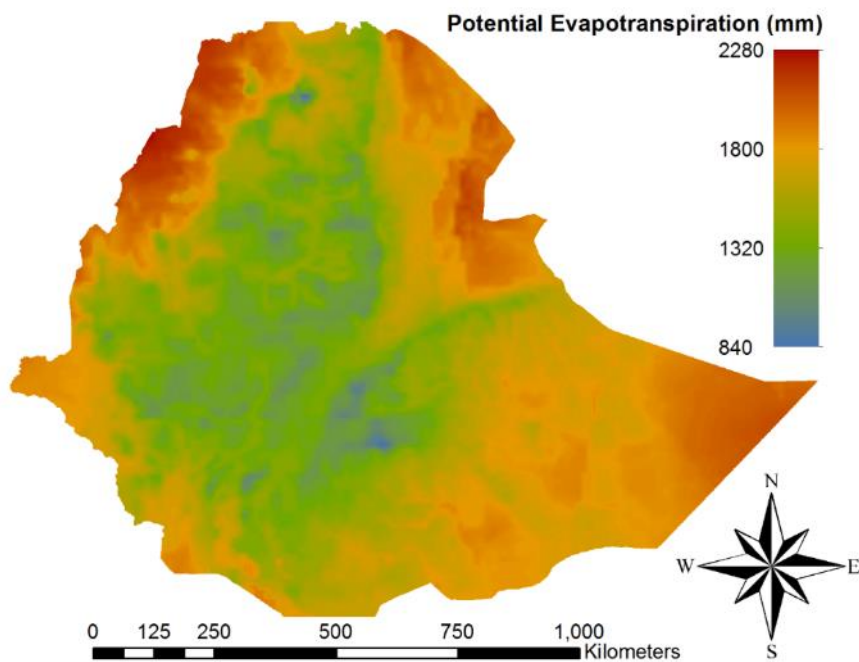 Potential Evapotranspiration (mm)
2280
1800
1320
840
N
W E
S
0 125 250 500 750 1,000
Kilometers